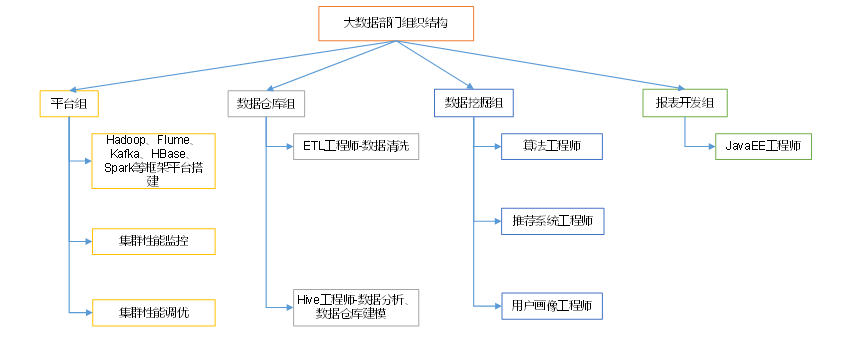 大数据部门组织结构
平台组
数据仓库组
数据挖掘组
报表开发组
Hadoop、Flume、
Kafka、HBase、
Spark等框架平台搭
建
ETL工程师-数据清先
算法工程师
JavaEE工程师
集群性能监控
推荐系统工程师
集群性能调优
Hive工程师-数据分析、
数据仓库建模
用户画像工程师